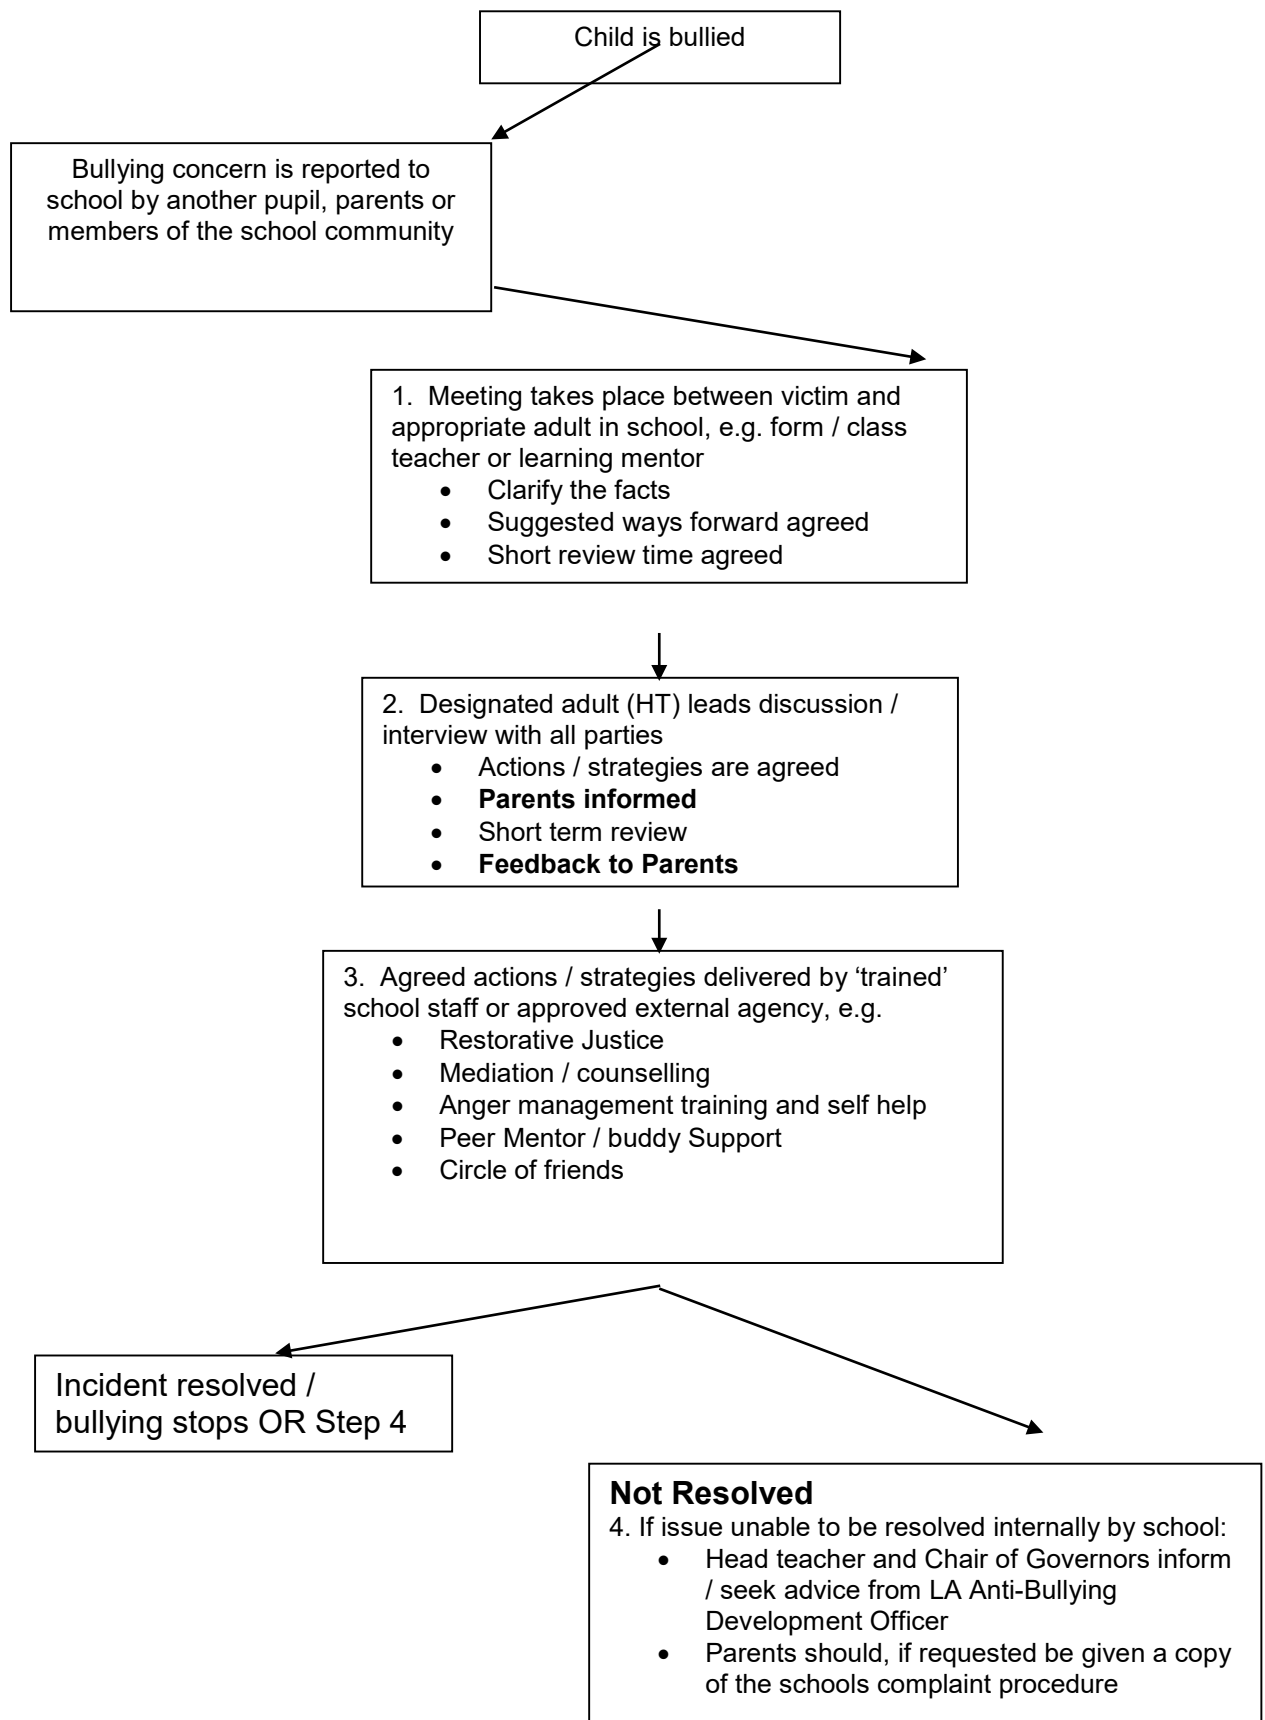 Child is bullied
Bullying concern is reported to
school by another pupil, parents or
members of the school community
1. Meeting takes place between victim and
appropriate adult in school, e.g. form / class
teacher or learning mentor
• Clarify the facts
• Suggested ways forward agreed
• Short review time agreed
2. Designated adult (HT) leads discussion /
interview with all parties
• Actions / strategies are agreed
• Parents informed
• Short term review
• Feedback to Parents
3. Agreed actions / strategies delivered by ‘trained’
school staff or approved external agency, e.g.
• Restorative Justice
• Mediation / counselling
• Anger management training and self help
• Peer Mentor / buddy Support
• Circle of friends
Incident resolved /
bullying stops OR Step 4
Not Resolved
4. If issue unable to be resolved internally by school:
• Head teacher and Chair of Governors inform
/ seek advice from LA Anti-Bullying
Development Officer
• Parents should, if requested be given a copy
of the schools complaint procedure